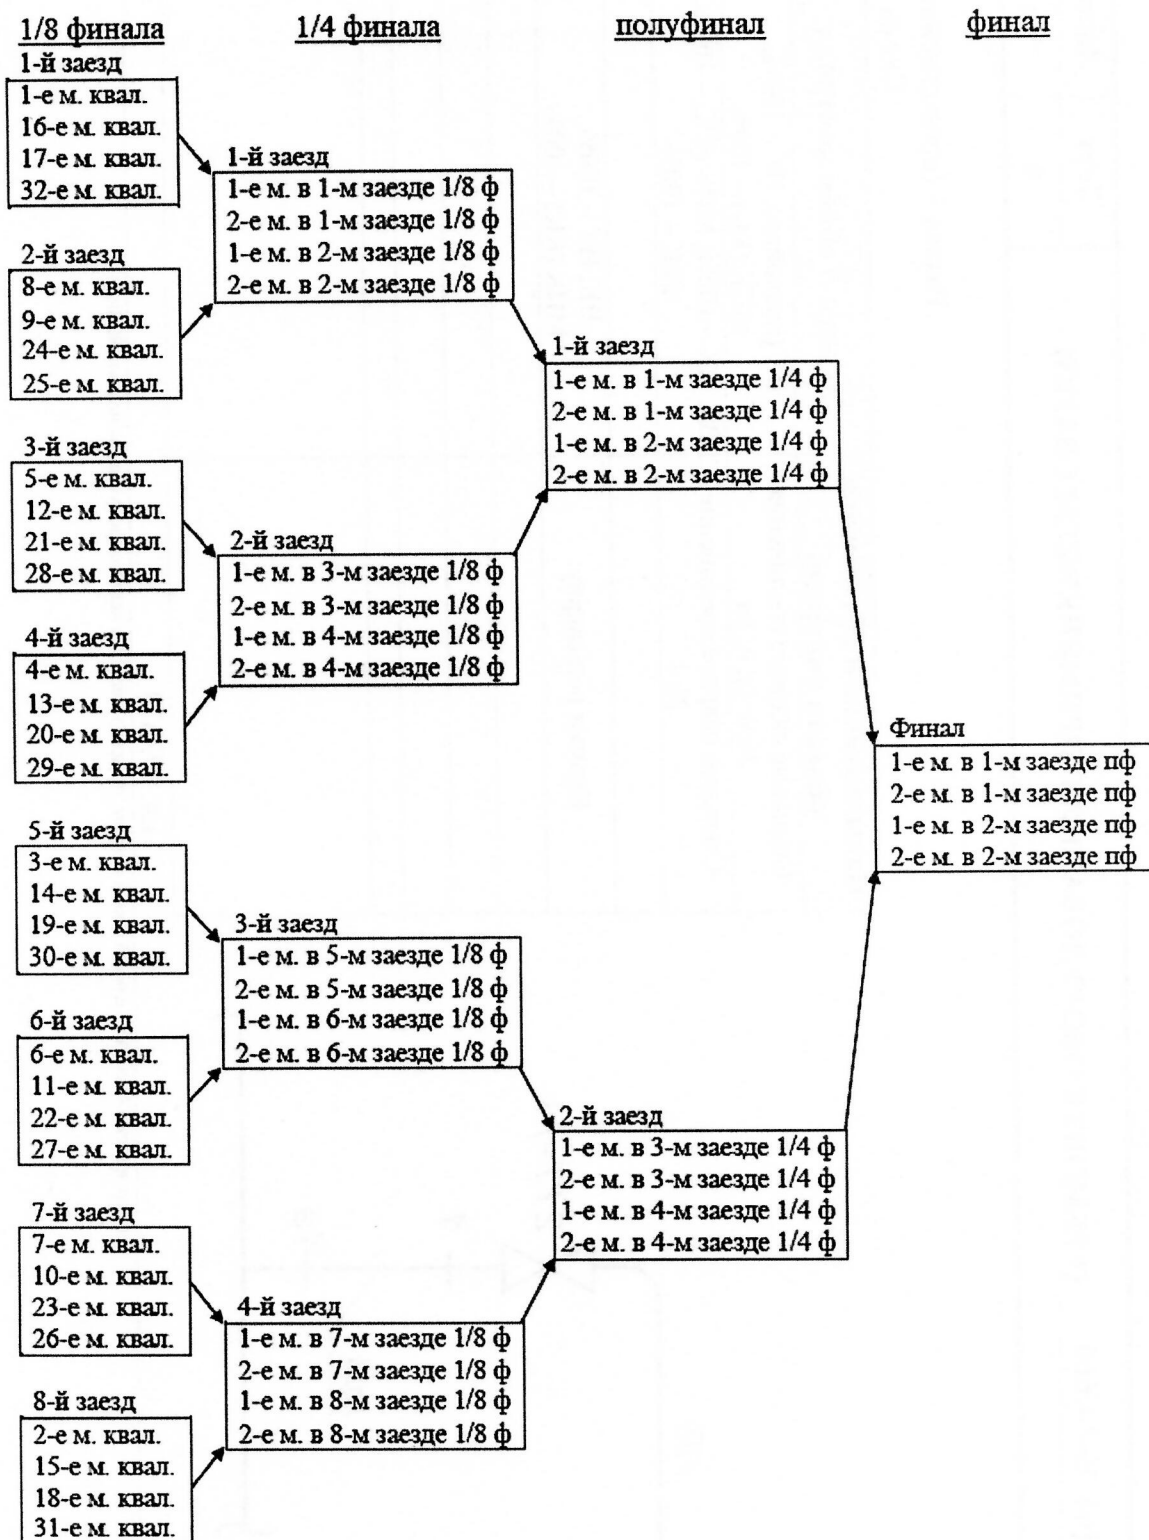 1/8 финала
1/4 финала
полуфинал
финал
1-й заезд
1-е м. квал.
16-е м. квал.
17-е м. квал.
32-е м. квал.
2-й заезд
8-е м. квал.
9-е м. квал.
24-е м. квал.
25-е м. квал.
3-й заезд
5-е м. квал.
12-е м. квал.
21-е м. квал.
28-е м. квал.
4-й заезд
4-е м. квал.
13-е м. квал.
20-е м. квал.
29-е м. квал.
5-й заезд
3-е м. квал.
14-е м. квал.
19-е м. квал.
30-е м. квал.
6-й заезд
6-е м. квал.
11-е м. квал.
22-е м. квал.
27-е м. квал.
7-й заезд
7-е м. квал.
10-е м. квал.
23-е м. квал.
26-е м. квал.
8-й заезд
2-е м. квал.
15-е м. квал.
18-е м. квал.
31-е м. квал.
1-й заезд
1-е м. в 1-м заезде 1/8 ф
2-е м. в 1-м заезде 1/8 ф
1-е м. в 2-м заезде 1/8 ф
2-е м. в 2-м заезде 1/8 ф
2-й заезд
1-е м. в 3-м заезде 1/8 ф
2-е м. в 3-м заезде 1/8 ф
1-е м. в 4-м заезде 1/8 ф
2-е м. в 4-м заезде 1/8 ф
3-й заезд
1-е м. в 5-м заезде 1/8 ф
2-е м. в 5-м заезде 1/8 ф
1-е м. в 6-м заезде 1/8 ф
2-е м. в 6-м заезде 1/8 ф
4-й заезд
1-е м. в 7-м заезде 1/8 ф
2-е м. в 7-м заезде 1/8 ф
1-е м. в 8-м заезде 1/8 ф
2-е м. в 8-м заезде 1/8 ф
1-й заезд
1-е м. в 1-м заезде 1/4 ф
2-е м. в 1-м заезде 1/4 ф
1-е м. в 2-м заезде 1/4 ф
2-е м. в 2-м заезде 1/4 ф
2-й заезд
1-е м. в 3-м заезде 1/4 ф
2-е м. в 3-м заезде 1/4 ф
1-е м. в 4-м заезде 1/4 ф
2-е м. в 4-м заезде 1/4 ф
Финал
1-е м. в 1-м заезде пф
2-е м. в 1-м заезде пф
1-е м. в 2-м заезде пф
2-е м. в 2-м заезде пф